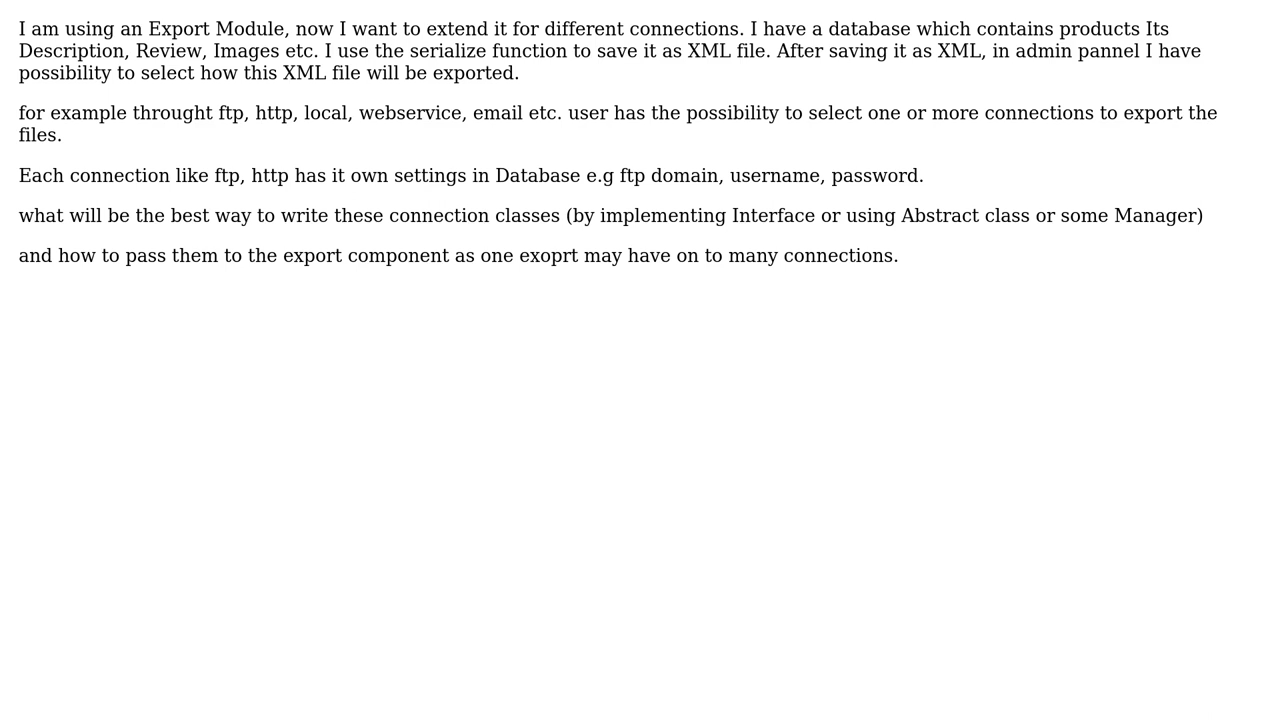 I am using an Export Module, now I want to extend it for different connections. I have a database which contains products Its
Description, Review, Images etc. I use the serialize function to save it as XML file. After saving it as XML, in admin pannel I have
possibility to select how this XML file will be exported.
for example throught ftp, http, local, webservice, email etc. user has the possibility to select one or more connections to export the
files.
Each connection like ftp, http has it own settings in Database e.g ftp domain, username, password.
what will be the best way to write these connection classes (by implementing Interface or using Abstract class or some Manager)
and how to pass them to the export component as one exoprt may have on to many connections.